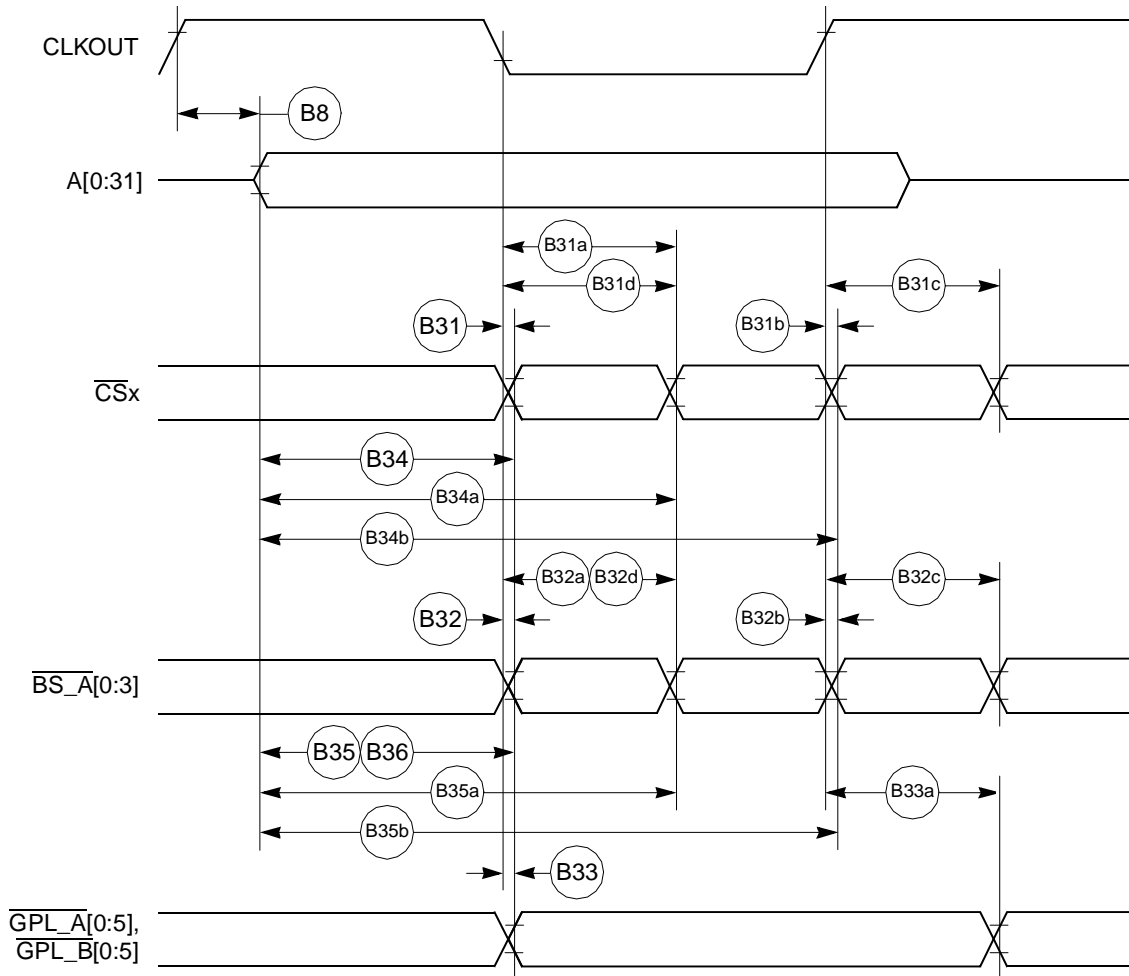 CLKOUT
B8
A[0:31]
B31a
B31d
B31c
B31
B31b
CSx
B34
B34a
B34b
B32a B32d
B32c
B32
B32b
BS_A[0:3]
B35 B36
B35a
B33a
B35b
B33
GPL_A[0:5],
GPL_B[0:5]